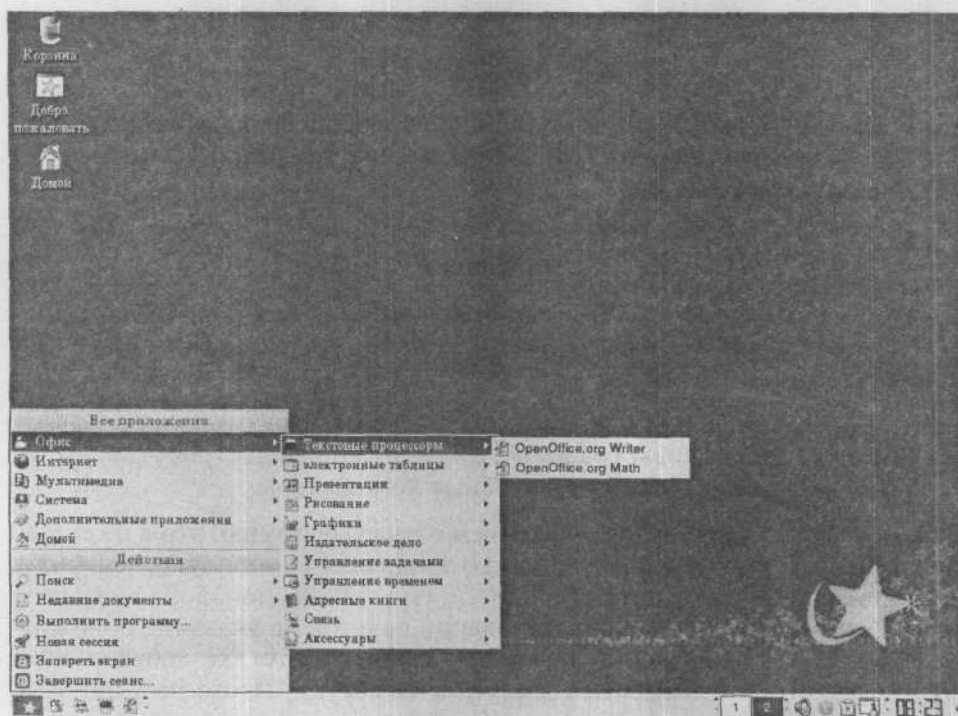 Корзина
Добро
пожаловать
Домой
Все приложения
Офис
Интернет
Мультимедиа
Система
Дополнительные приложения
Домой
Действия
Поиск
Недавние документы
Выполнить программу...
Новая сессия
Запереть экран
Завершить сеанс...
Текстовые процессоры
электронные таблицы
Презентации
Рисование
Графики
Издательское дело
Управление задачами
Управление временем
Адресные книги
Связь
Аксессуары
OpenOffice.org Writer
OpenOffice.org Math
1
2